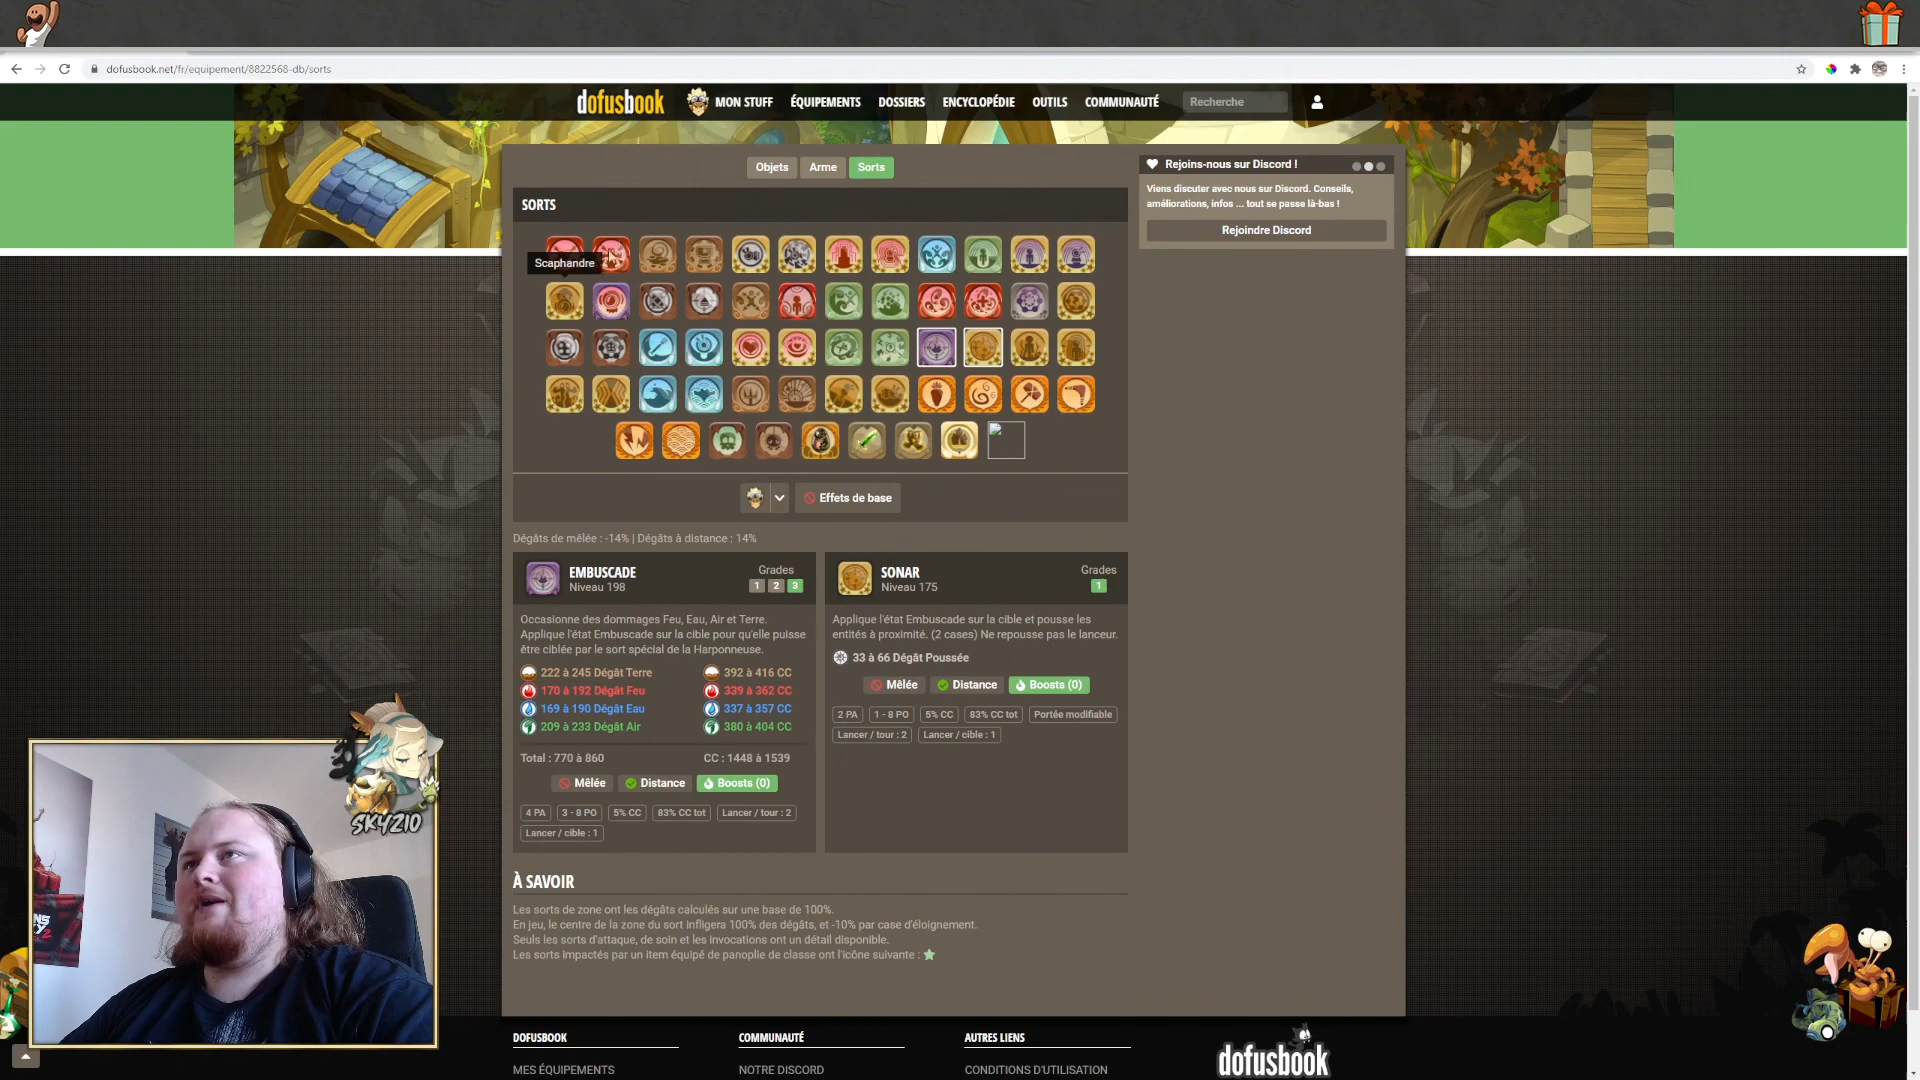 dofusbook.net/fr/equipement/8822568-db/sorts
dofusbook
MON STUFF
ÉQUIPEMENTS
DOSSIERS
ENCYCLOPÉDIE
OUTILS
COMMUNAUTÉ
Recherche
Objets
Arme
Sorts
Rejoins-nous sur Discord !
Viens discuter avec nous sur Discord. Conseils,
améliorations, infos ... tout se passe là-bas !
Rejoindre Discord
SORTS
Scaphandre
Effets de base
Dégâts de mêlée : -14% | Dégâts à distance : 14%
EMBUSCADE
Niveau 198
Grades
1 2 3
Occasionne des dommages Feu, Eau, Air et Terre.
Applique l'état Embuscade sur la cible pour qu'elle puisse
être ciblée par le sort spécial de la Harponneuse.
222 à 245 Dégât Terre
392 à 416 CC
170 à 192 Dégât Feu
339 à 362 CC
169 à 190 Dégât Eau
337 à 357 CC
209 à 233 Dégât Air
380 à 404 CC
Total : 770 à 860
CC : 1448 à 1539
Mêlée
Distance
Boosts (0)
4 PA
3 - 8 PO
5% CC
83% CC tot
Lancer / tour : 2
Lancer / cible : 1
SONAR
Niveau 175
Grades
1
Applique l'état Embuscade sur la cible et pousse les
entités à proximité. (2 cases) Ne repousse pas le lanceur.
33 à 66 Dégât Poussée
Mêlée
Distance
Boosts (0)
2 PA
1 - 8 PO
5% CC
83% CC tot
Portée modifiable
Lancer / tour : 2
Lancer / cible : 1
À SAVOIR
Les sorts de zone ont les dégâts calculés sur une base de 100%.
En jeu, le centre de la zone du sort infligera 100% des dégâts, et -10% par case d'éloignement.
Seuls les sorts d'attaque, de soin et les invocations ont un détail disponible.
Les sorts impactés par un item équipé de panoplie de classe ont l'icône suivante :
SKYZIO
DOFUSBOOK
MES ÉQUIPEMENTS
COMMUNAUTÉ
NOTRE DISCORD
AUTRES LIENS
CONDITIONS D'UTILISATION
dofusbook